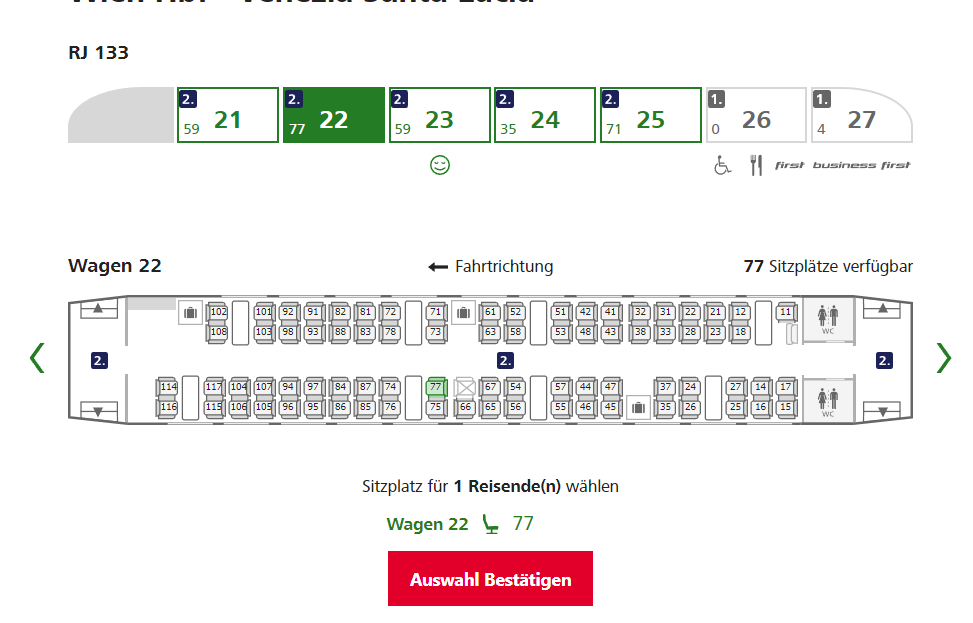 RJ 133
2. 2. 2. 2. 2. 1. 1.
59 21 77 22 59 23 35 24 71 25 0 26 4 27
first business first
Wagen 22 Fahrtrichtung 77 Sitzplätze verfügbar
102 101 92 91 82 81 72 71 61 52 51 42 41 32 31 22 21 12 11
108 103 98 93 88 83 78 73 63 58 53 48 43 38 33 28 23 18
WC
2. 2. 2.
114 117 104 107 94 97 84 87 74 77 67 54 57 44 47 37 24 27 14 17
116 115 106 105 96 95 86 85 76 75 66 65 56 55 46 45 35 26 25 16 15
WC
Sitzplatz für 1 Reisende(n) wählen
Wagen 22 77
Auswahl Bestätigen